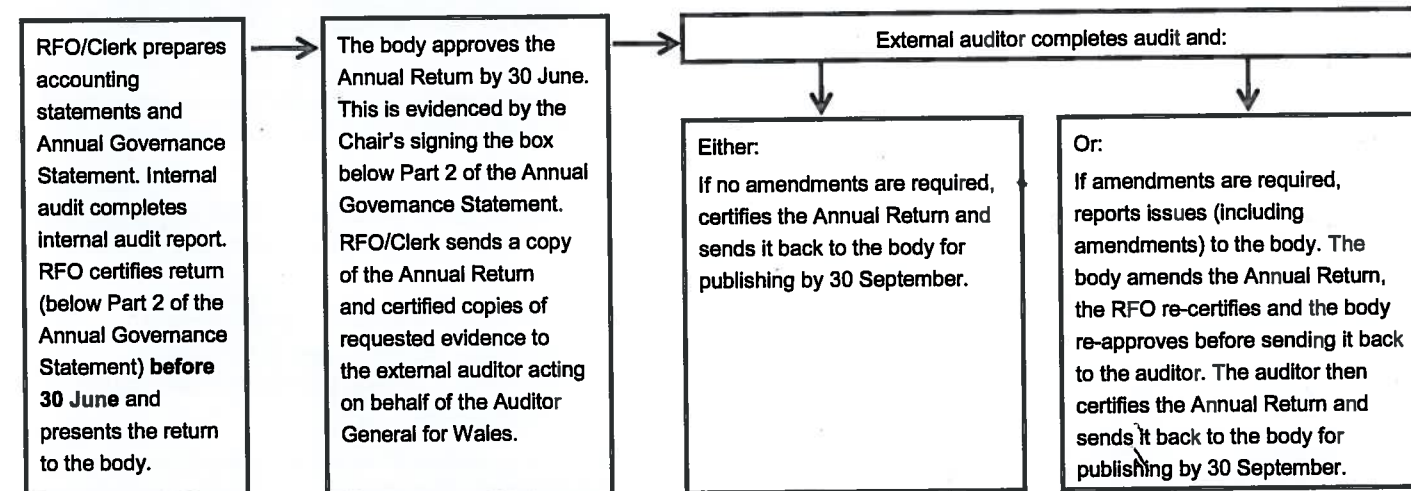 RFO/Clerk prepares
accounting
statements and
Annual Governance
Statement. Internal
audit completes
internal audit report.
RFO certifies return
(below Part 2 of the
Annual Governance
Statement) before
30 June and
presents the return
to the body.
The body approves the
Annual Return by 30 June.
This is evidenced by the
Chair's signing the box
below Part 2 of the Annual
Governance Statement.
RFO/Clerk sends a copy
of the Annual Return
and certified copies of
requested evidence to
the external auditor acting
on behalf of the Auditor
General for Wales.
External auditor completes audit and:
Either:
If no amendments are required,
certifies the Annual Return and
sends it back to the body for
publishing by 30 September.
Or:
If amendments are required,
reports issues (including
amendments) to the body. The
body amends the Annual Return,
the RFO re-certifies and the body
re-approves before sending it back
to the auditor. The auditor then
certifies the Annual Return and
sends it back to the body for
publishing by 30 September.